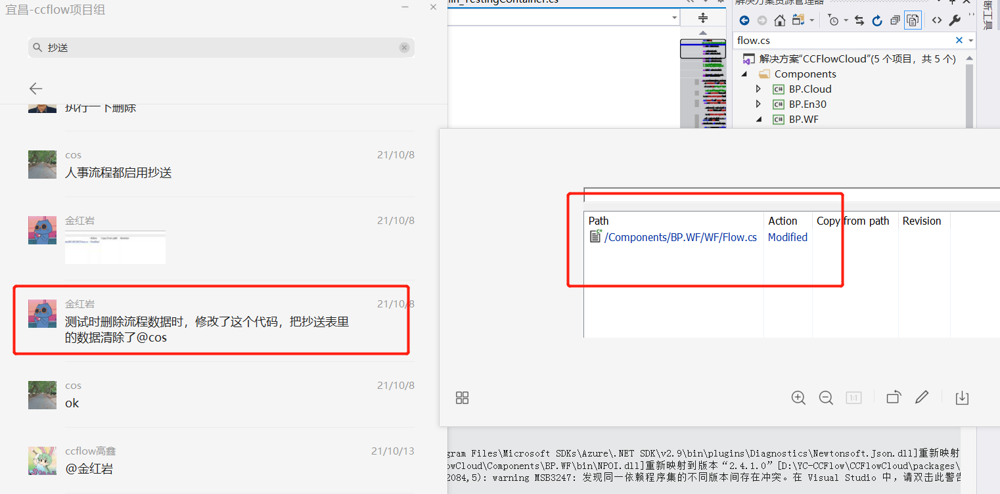 宜昌-ccflow项目组
抄送
执行一下删除
cos
21/10/8
人事流程都启用抄送
金红岩
21/10/8
金红岩
21/10/8
测试时删除流程数据时，修改了这个代码，把抄送表里
的数据清除了@cos
cos
21/10/8
ok
ccflow高鑫
21/10/13
@金红岩
in_TestingContainer.cs
解决方案资源管理器
断工具
flow.cs
解决方案“CCFlowCloud”(5 个项目，共 5 个)
Components
C# BP.Cloud
C# BP.En30
C# BP.WF
Path Action Copy from path Revision
/Components/BP.WF/WF/Flow.cs Modified
1:1
gram Files\Microsoft SDKs\Azure\.NET SDK\v2.9\bin\plugins\Diagnostics\Newtonsoft.Json.dll]重新映射
owCloud\Components\BP.WF\bin\NPOI.dll]重新映射到版本“2.4.1.0” [D:\YC-CCFlow\CCFlowCloud\packages\
2084,5): warning MSB3247: 发现同一依赖程序集的不同版本间存在冲突。在 Visual Studio 中，请双击此警告